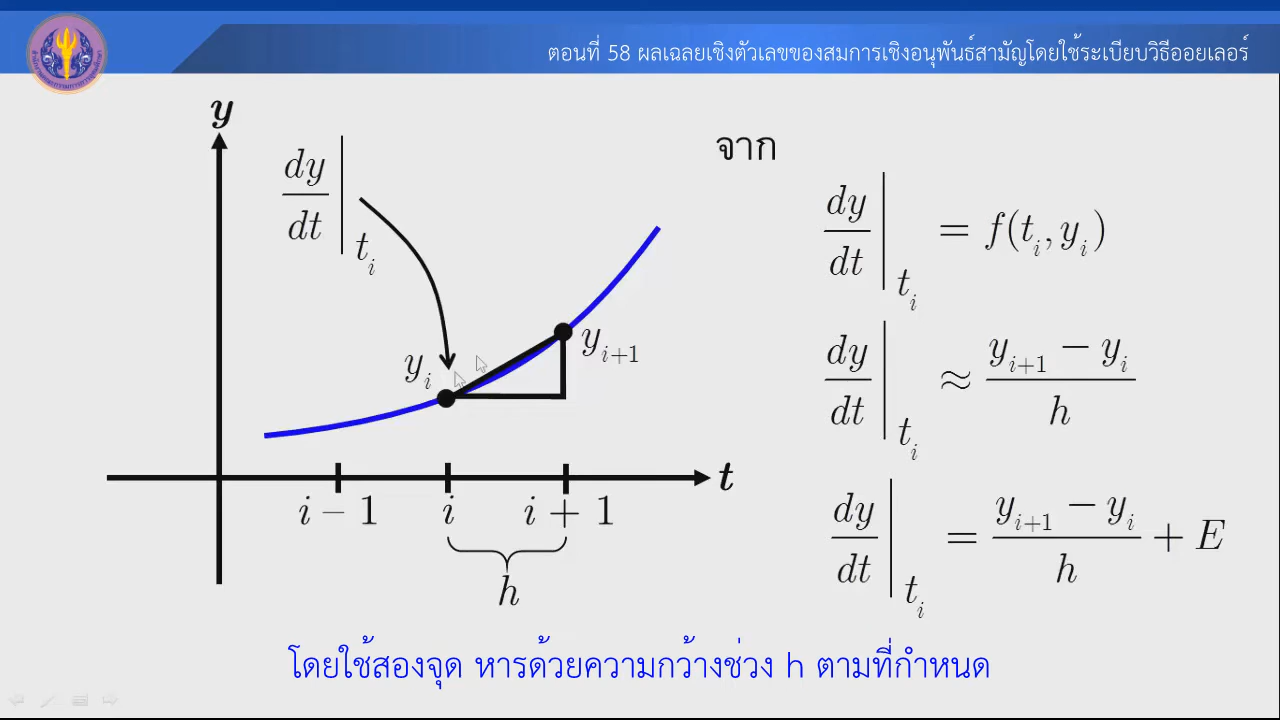 ตอนที่ 58 ผลเฉลยเชิงตัวเลขของสมการเชิงอนุพันธ์สามัญโดยใช้ระเบียบวิธีออยเลอร์
y
dy/dt |t_i
y_i
y_{i+1}
t
i – 1 i i + 1
h
จาก
dy/dt |t_i = f(t_i, y_i)
dy/dt |t_i ≈ (y_{i+1} − y_i)/h
dy/dt |t_i = (y_{i+1} − y_i)/h + E
โดยใช้สองจุด หารด้วยความกว้างช่วง h ตามที่กำหนด